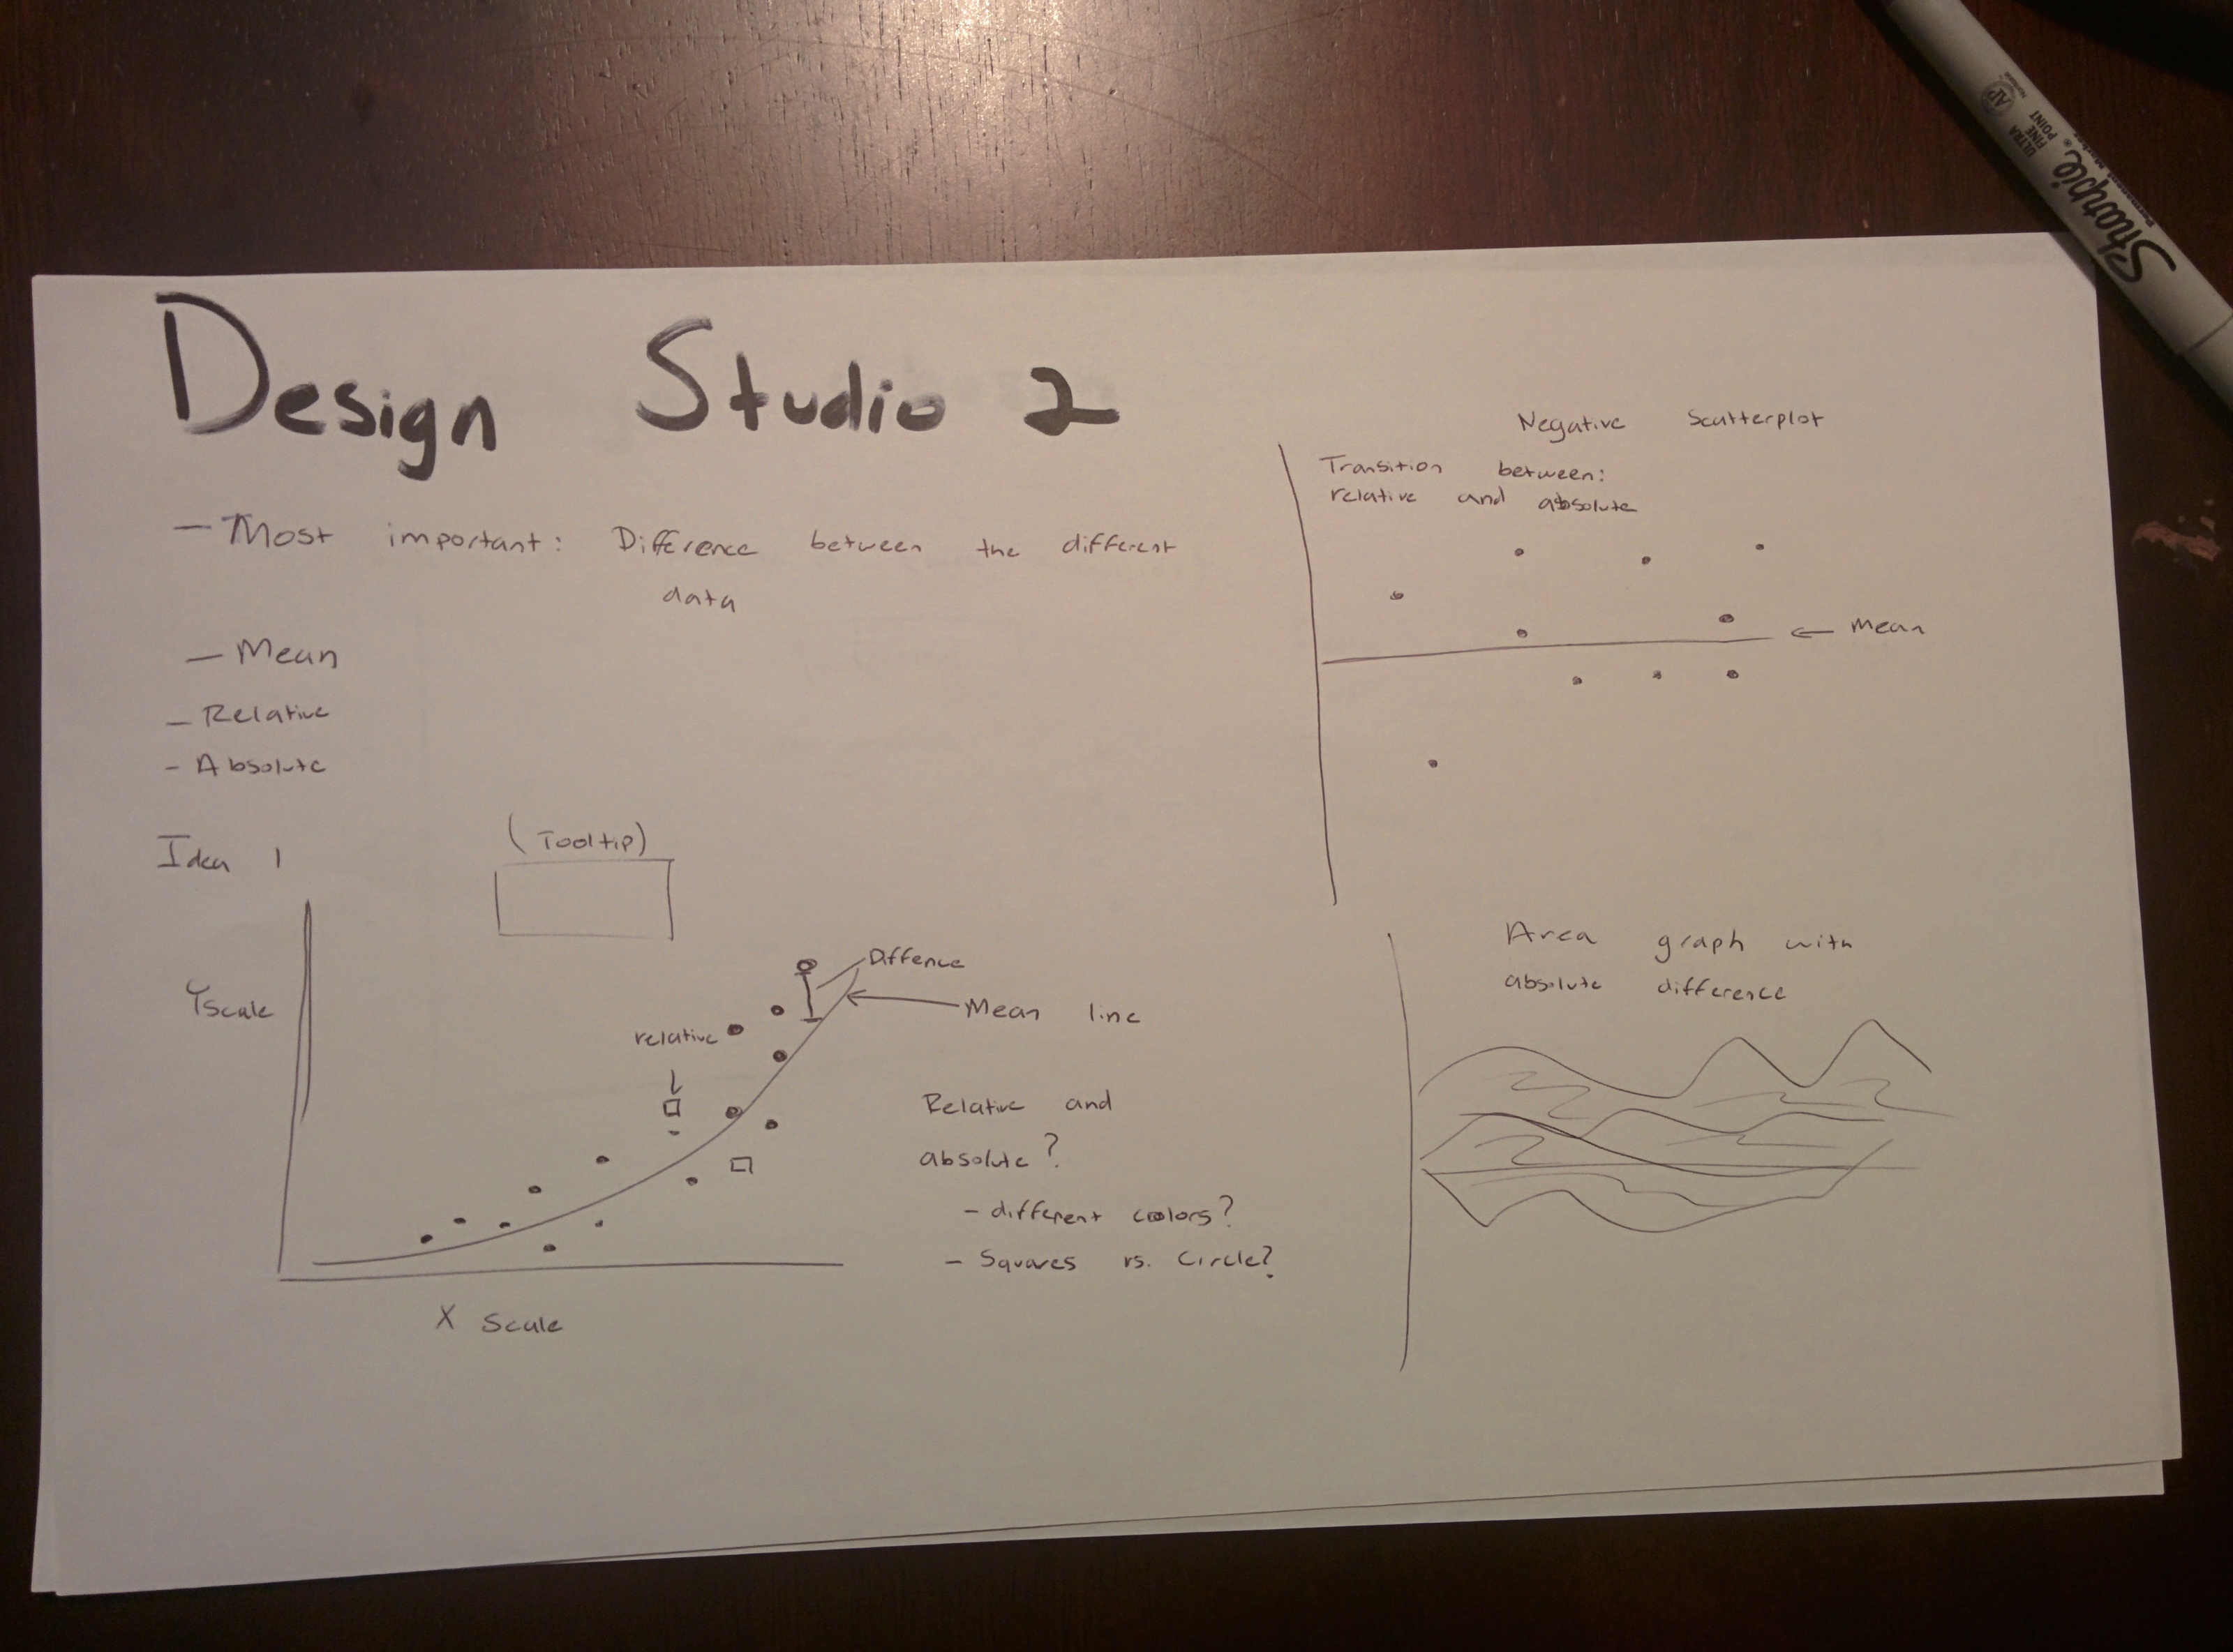 Design Studio 2
- Most important: Difference between the different
data
- Mean
- Relative
- Absolute
Idea 1
(Tooltip)
Yscale
Diffence
Mean line
relative
Relative and
absolute?
- different colors?
- Squares vs. Circle?
X Scale
Negative Scatterplot
Transition between:
relative and absolute
← Mean
Area graph with
absolute difference
Sharpie
ULTRA
FINE
POINT
AP